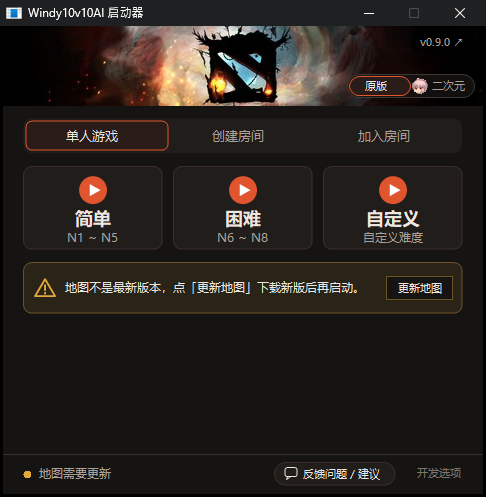 Windy10v10AI 启动器
v0.9.0 ↗
原版 二次元
单人游戏 创建房间 加入房间
简单 困难 自定义
N1 ~ N5 N6 ~ N8 自定义难度
地图不是最新版本，点「更新地图」下载新版后再启动。 更新地图
地图需要更新 反馈问题 / 建议 开发选项